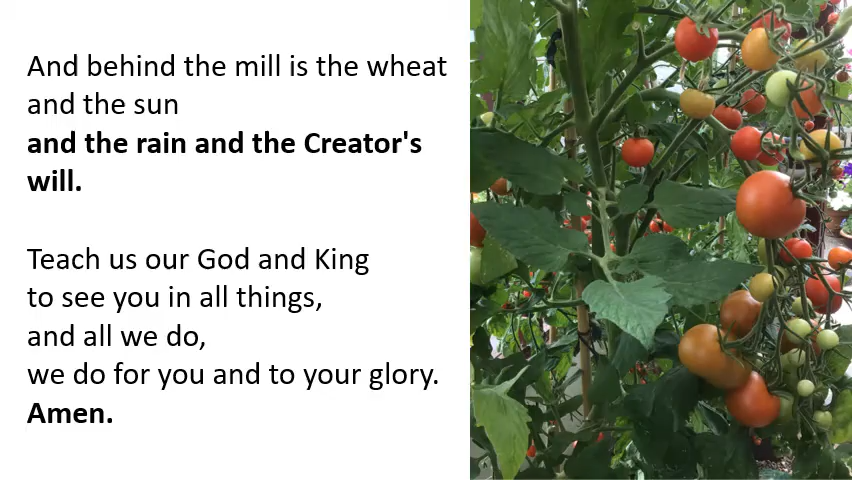 And behind the mill is the wheat
and the sun
and the rain and the Creator's
will.
Teach us our God and King
to see you in all things,
and all we do,
we do for you and to your glory.
Amen.